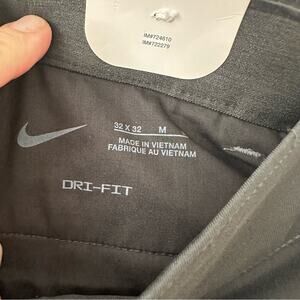 IM#724610
IM#722279
32 X 32 M
MADE IN VIETNAM
FABRIQUE AU VIETNAM
DRI-FIT